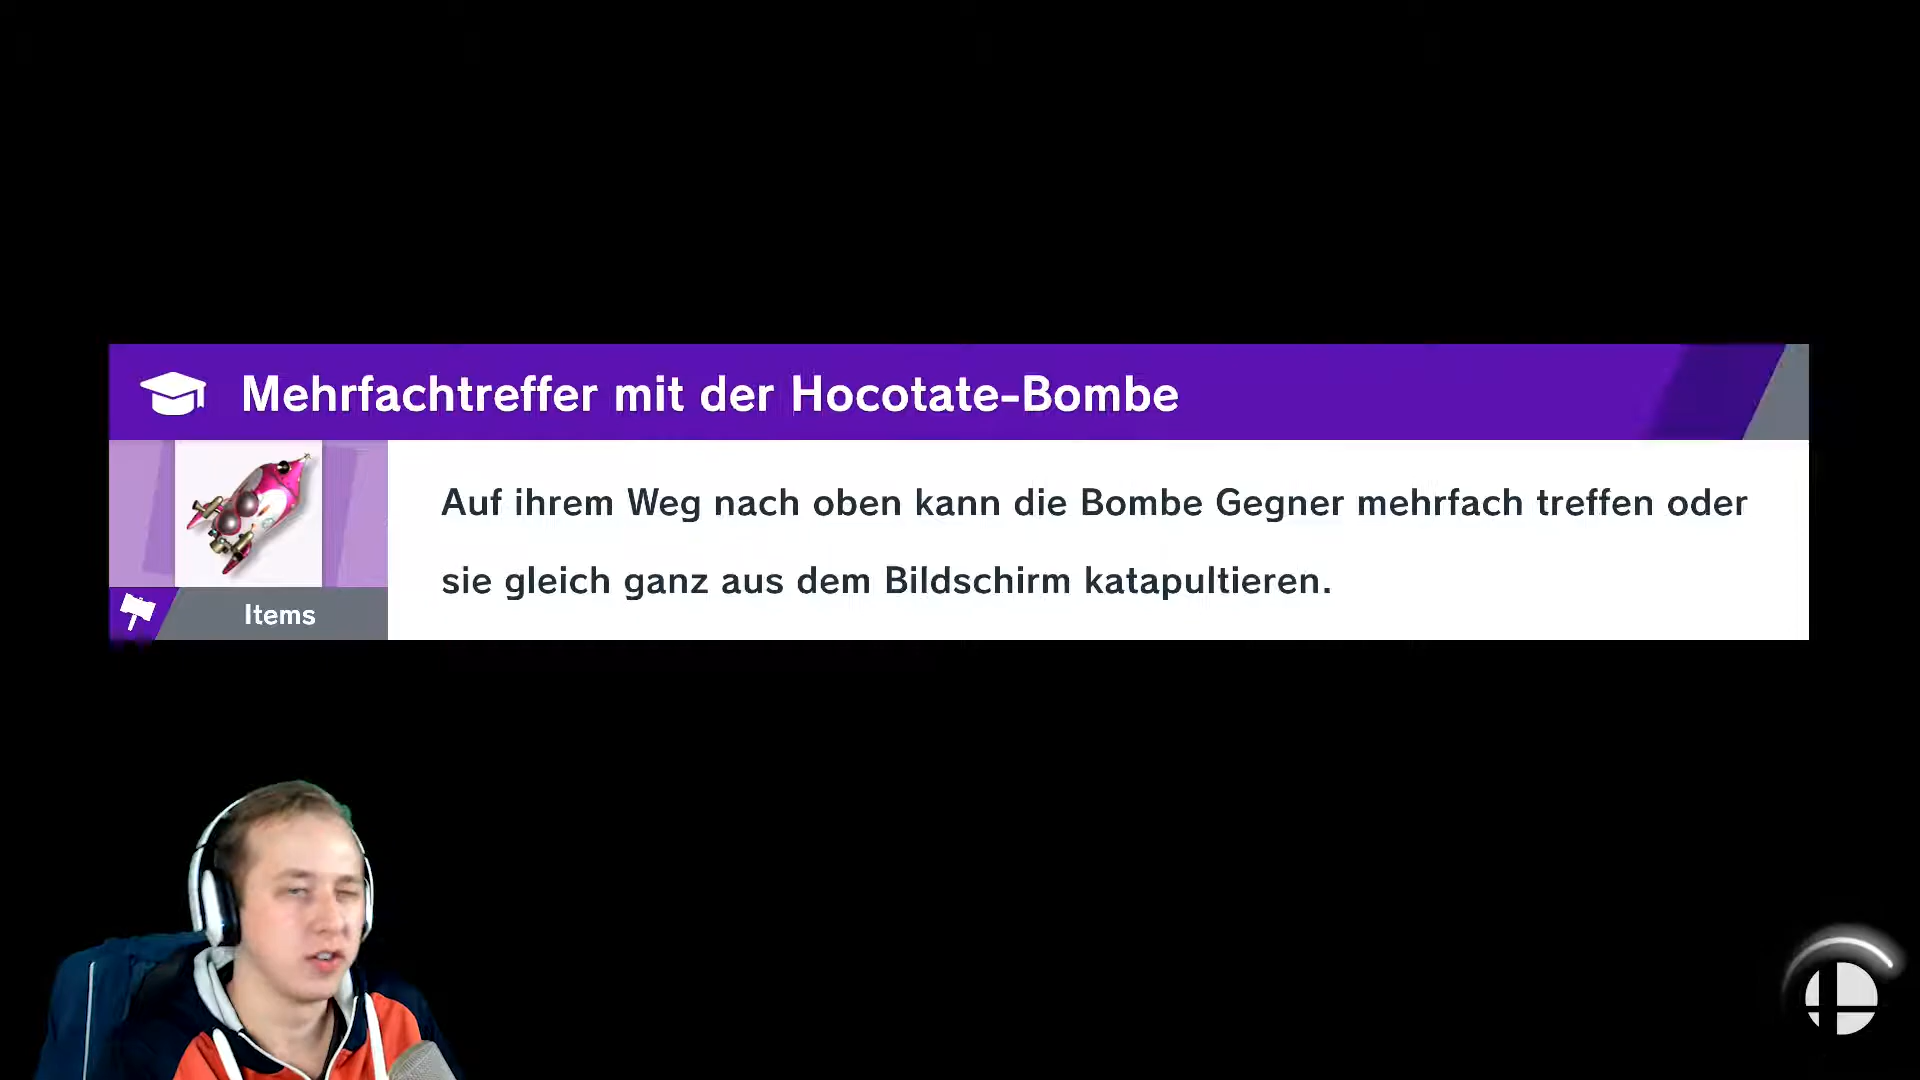 Mehrfachtreffer mit der Hocotate-Bombe
Auf ihrem Weg nach oben kann die Bombe Gegner mehrfach treffen oder
sie gleich ganz aus dem Bildschirm katapultieren.
Items